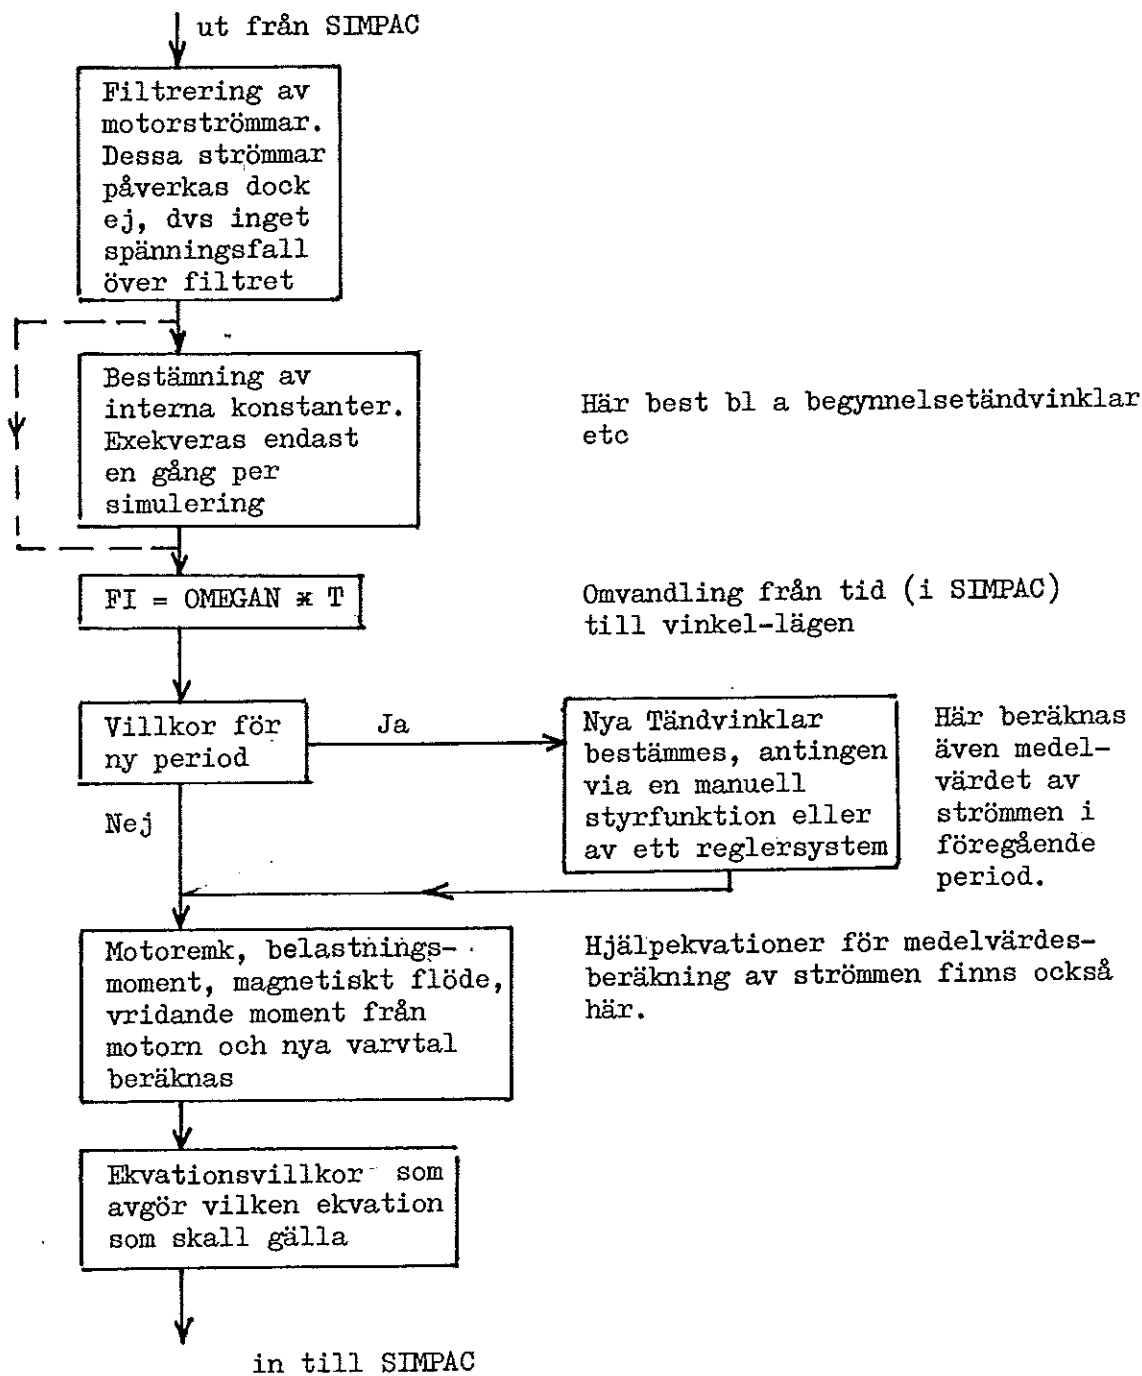 ut från SIMPAC
Filtrering av
motorströmmar.
Dessa strömmar
påverkas dock
ej, dvs inget
spänningsfall
över filtret
Bestämning av
interna konstanter.
Exekveras endast
en gång per
simulering
Här best bl a begynnelsetändvinklar
etc
FI = OMEGAN * T
Omvandling från tid (i SIMPAC)
till vinkel-lägen
Villkor för
ny period
Ja
Nej
Nya Tändvinklar
bestämmes, antingen
via en manuell
styrfunktion eller
av ett reglersystem
Här beräknas
även medel-
värdet av
strömmen i
föregående
period.
Motoremk, belastnings-
moment, magnetiskt flöde,
vridande moment från
motorn och nya varvtal
beräknas
Hjälpekvationer för medelvärdes-
beräkning av strömmen finns också
här.
Ekvationsvillkor som
avgör vilken ekvation
som skall gälla
in till SIMPAC